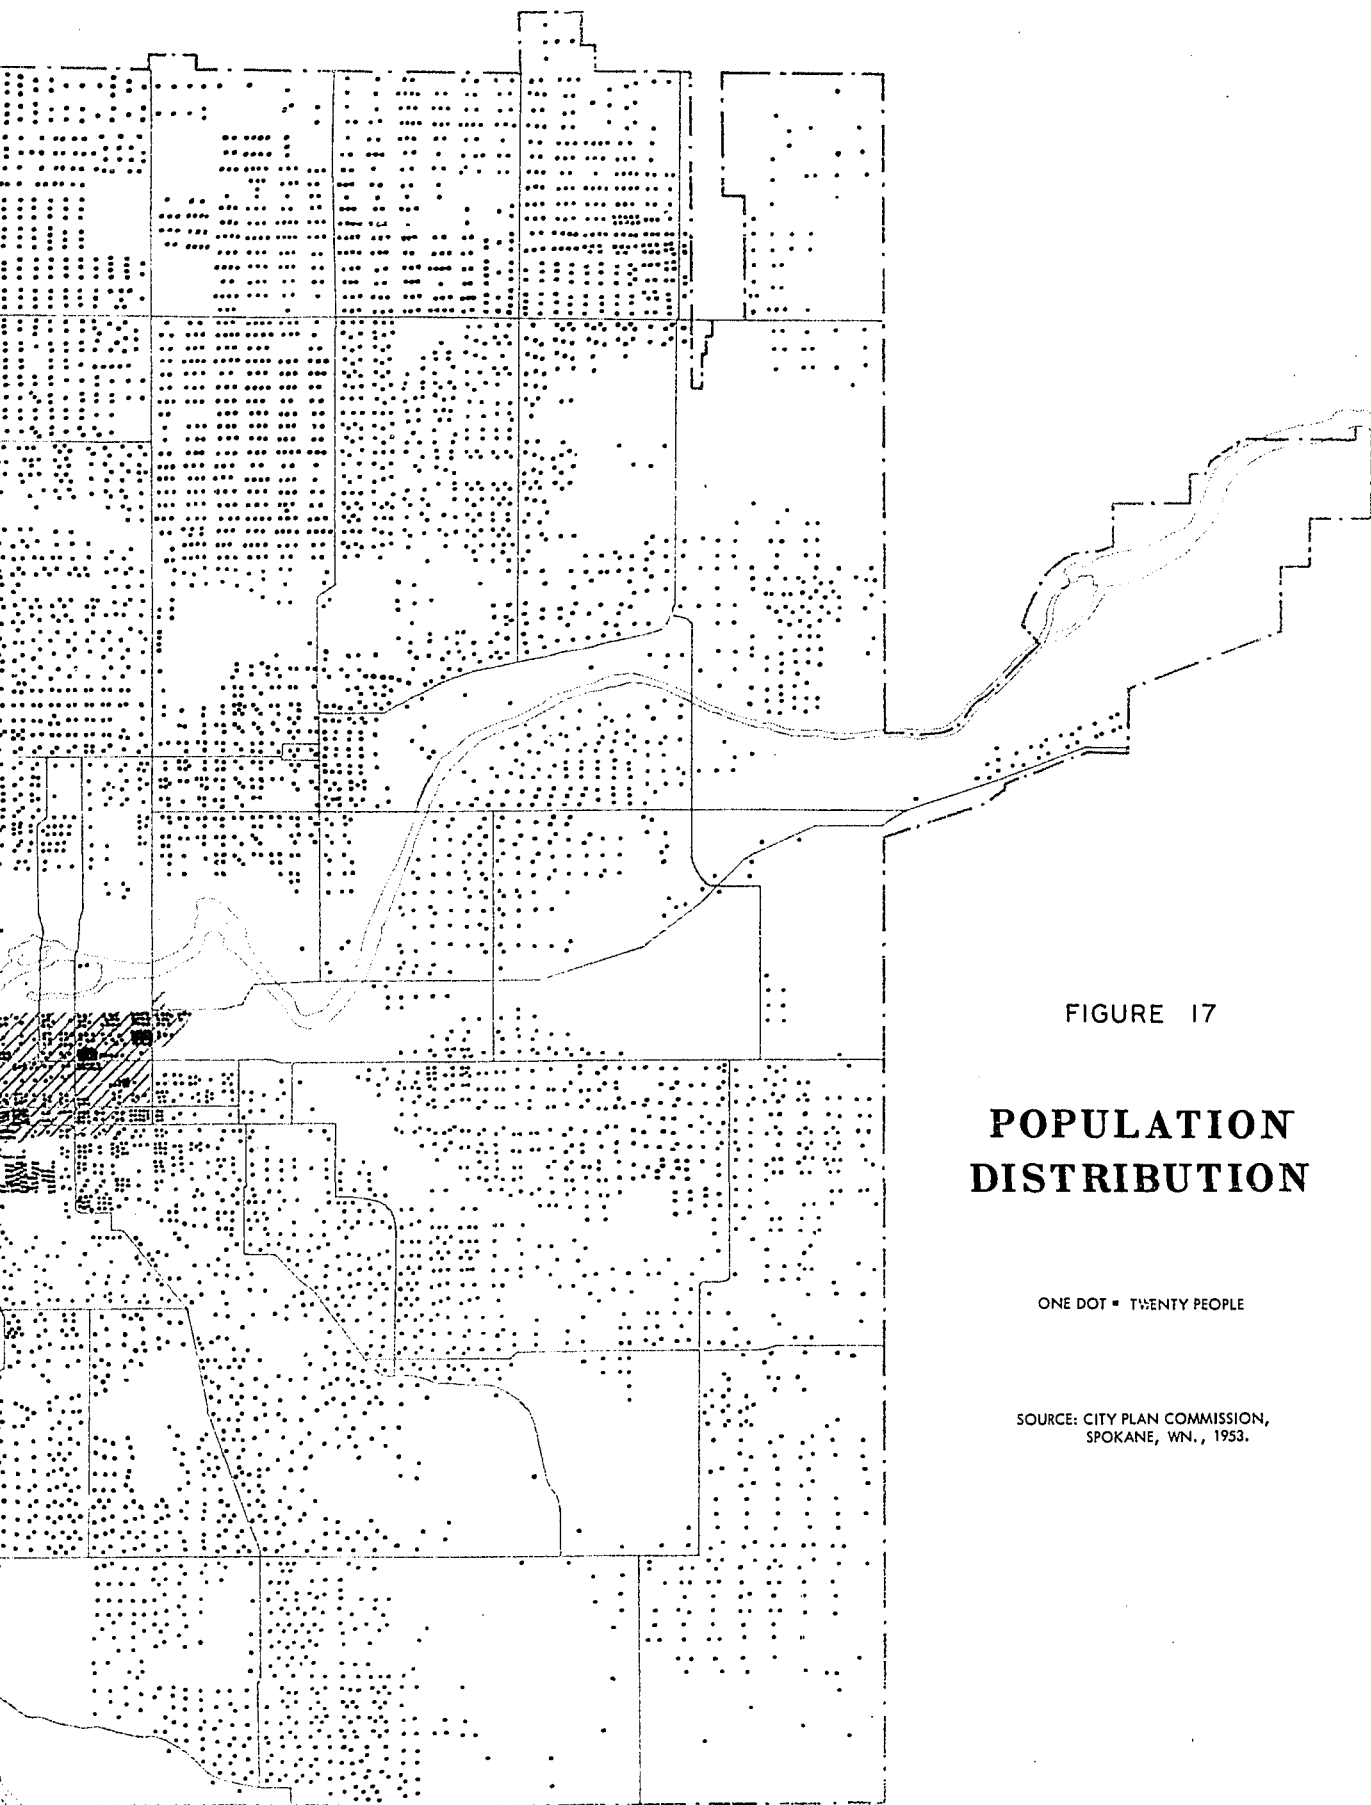 FIGURE 17
POPULATION
DISTRIBUTION
ONE DOT = TWENTY PEOPLE
SOURCE: CITY PLAN COMMISSION,
SPOKANE, WN., 1953.